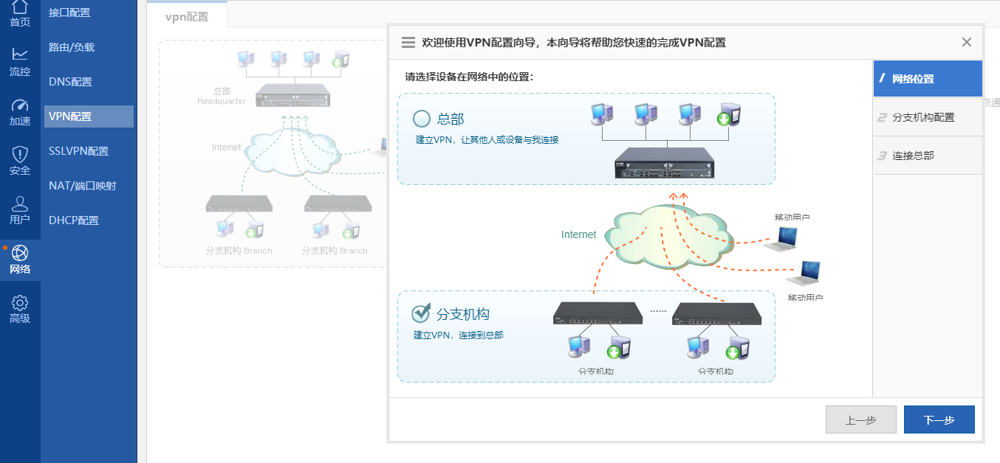 首页
流控
加速
安全
用户
网络
高级
接口配置
路由/负载
DNS配置
VPN配置
SSLVPN配置
NAT/端口映射
DHCP配置
vpn配置
总部
Headquarter
Internet
分支机构 Branch
分支机构 Branch
欢迎使用VPN配置向导，本向导将帮助您快速的完成VPN配置
请选择设备在网络中的位置：
总部
建立VPN，让其他人或设备与我连接
Internet
移动用户
移动用户
分支机构
建立VPN，连接到总部
......
分支机构
分支机构
1 网络位置
2 分支机构配置
3 连接总部
点通
上一步
下一步